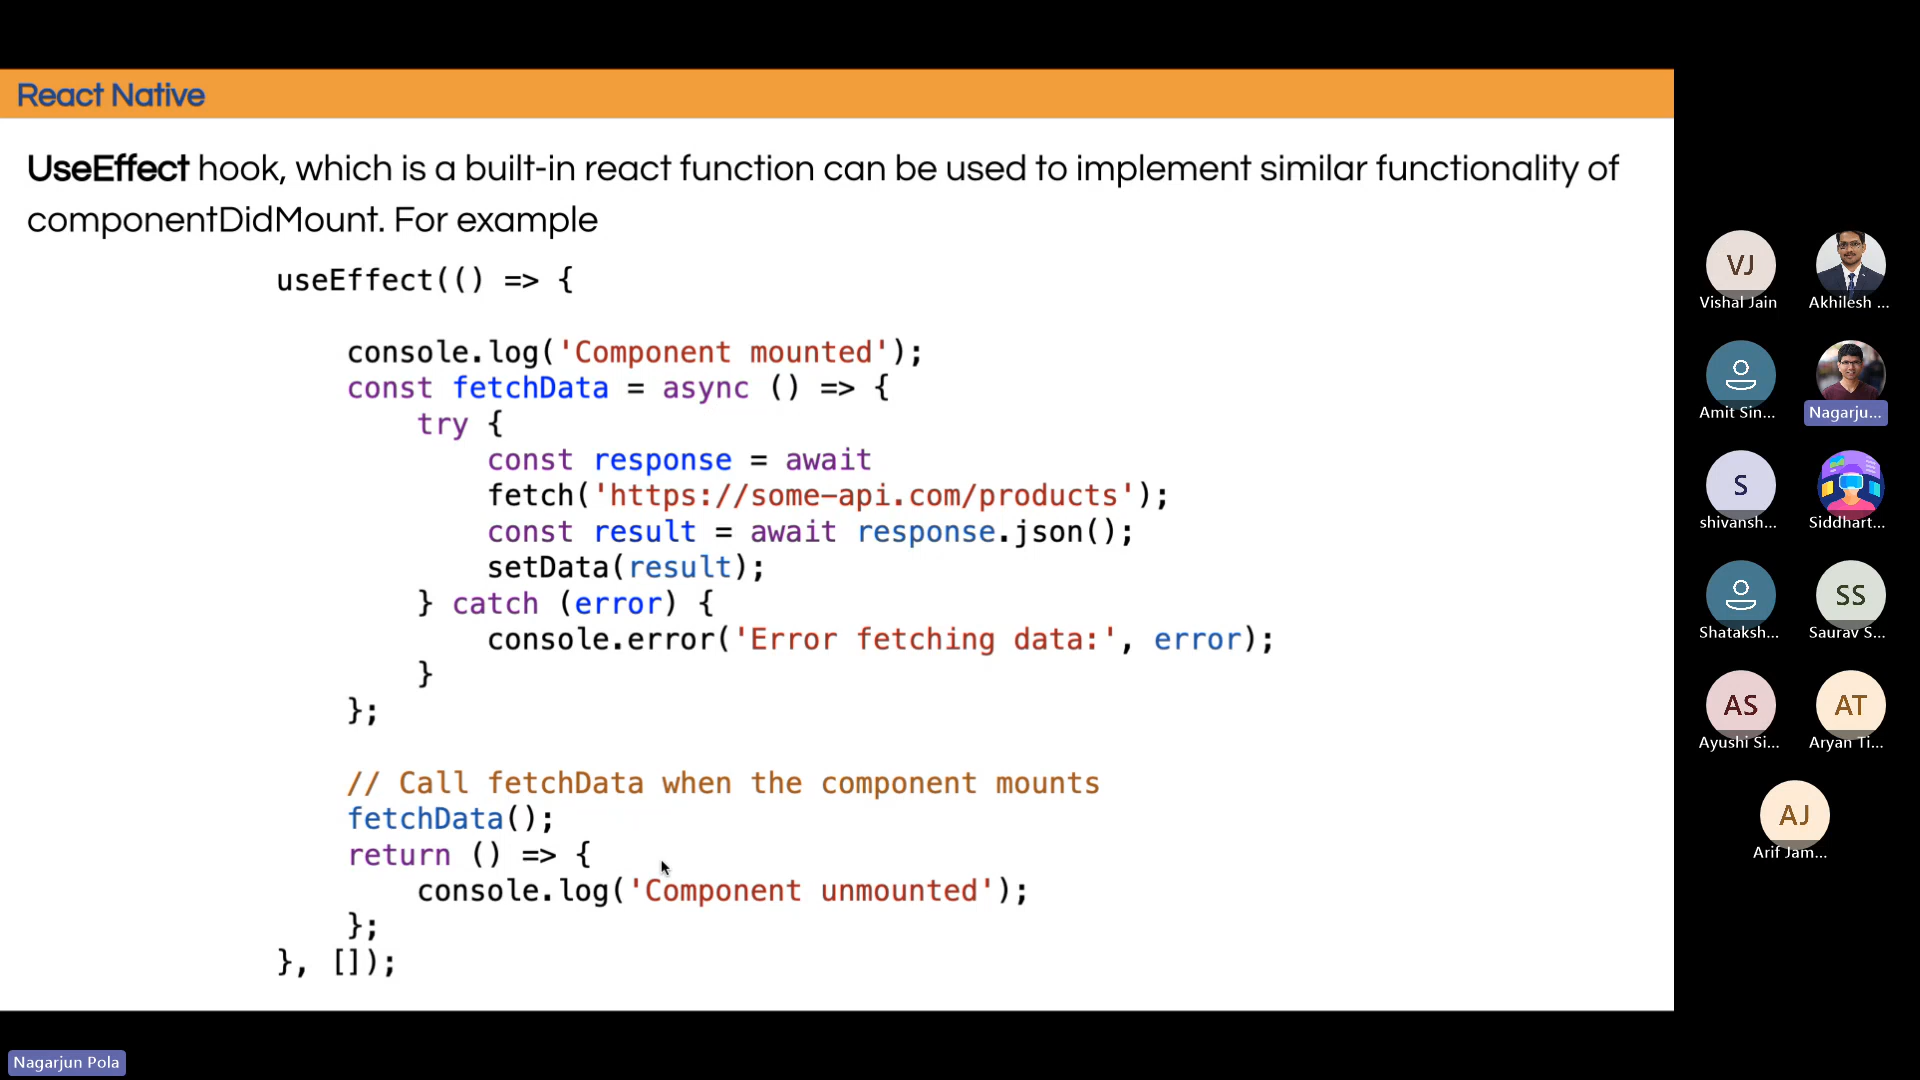 React Native
UseEffect hook, which is a built-in react function can be used to implement similar functionality of
componentDidMount. For example
useEffect(() => {
console.log('Component mounted');
const fetchData = async () => {
try {
const response = await
fetch('https://some-api.com/products');
const result = await response.json();
setData(result);
} catch (error) {
console.error('Error fetching data:', error);
}
};
// Call fetchData when the component mounts
fetchData();
return () => {
console.log('Component unmounted');
};
}, []);
VJ
Vishal Jain
Akhilesh ...
Amit Sin...
Nagarju...
S
shivansh...
Siddhart...
Shataksh...
SS
Saurav S...
AS
Ayushi Si...
AT
Aryan Ti...
AJ
Arif Jam...
Nagarjun Pola